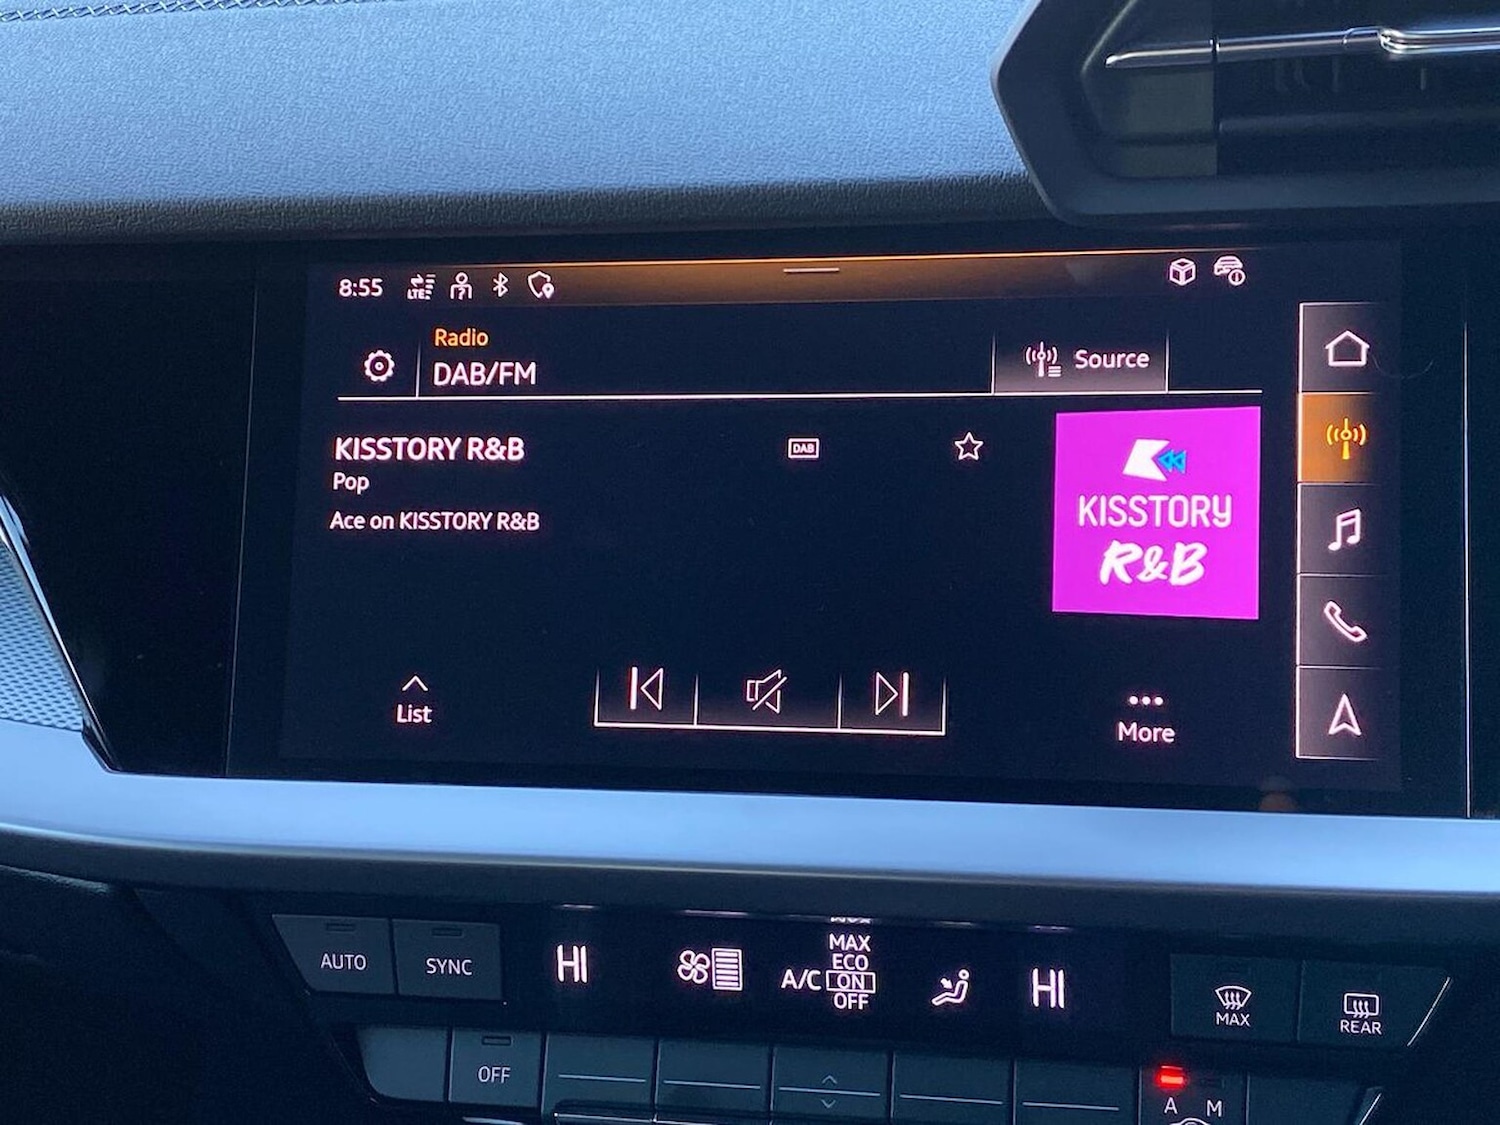 8:55
LTE
Radio
DAB/FM
Source
KISSTORY R&B
DAB
Pop
Ace on KISSTORY R&B
KISSTORY
R&B
List
More
AUTO
SYNC
HI
MAX
ECO
A/C ON
OFF
HI
MAX
REAR
OFF
A M